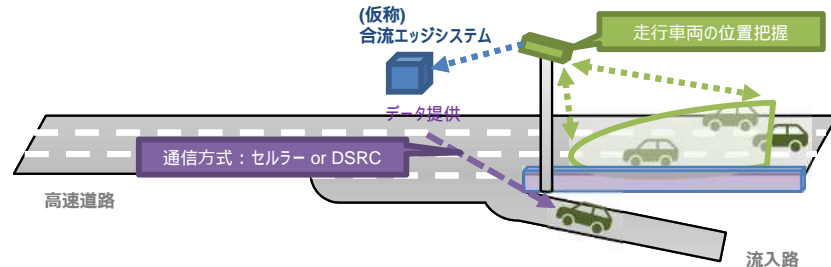 (仮称)
合流エッジシステム
走行車両の位置把握
データ提供
通信方式：セルラー or DSRC
高速道路
流入路